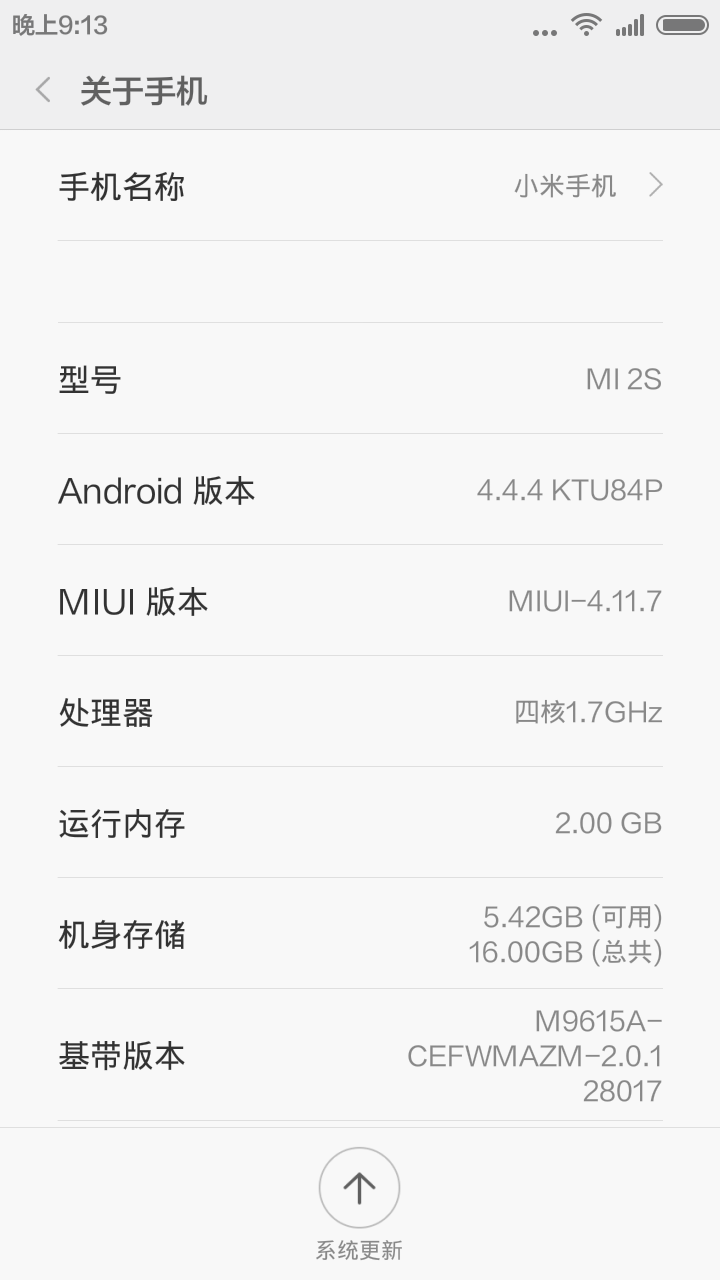 晚上9:13
关于手机
手机名称 小米手机
型号 MI 2S
Android 版本 4.4.4 KTU84P
MIUI 版本 MIUI-4.11.7
处理器 四核1.7GHz
运行内存 2.00 GB
机身存储 5.42GB (可用)
16.00GB (总共)
基带版本 M9615A-
CEFWMAZM-2.0.1
28017
系统更新